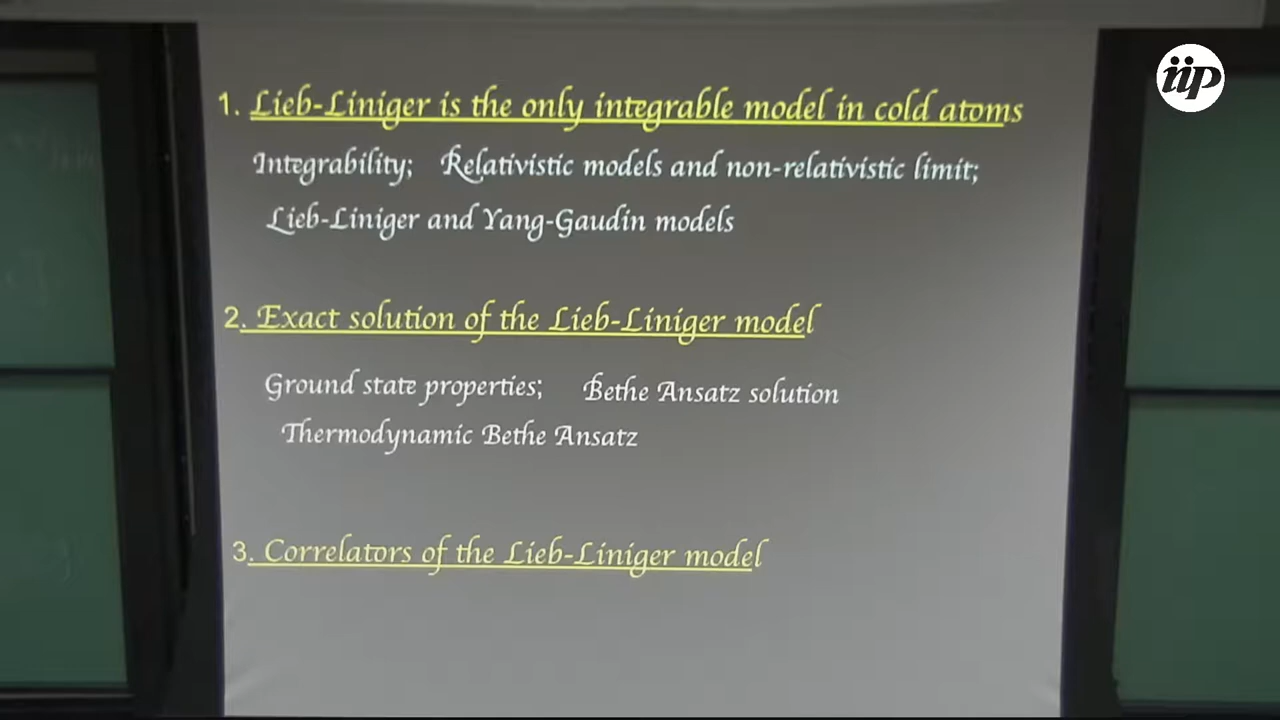 iip
1. Lieb-Liniger is the only integrable model in cold atoms
Integrability; Relativistic models and non-relativistic limit;
Lieb-Liniger and Yang-Gaudin models
2. Exact solution of the Lieb-Liniger model
Ground state properties; Bethe Ansatz solution
Thermodynamic Bethe Ansatz
3. Correlators of the Lieb-Liniger model